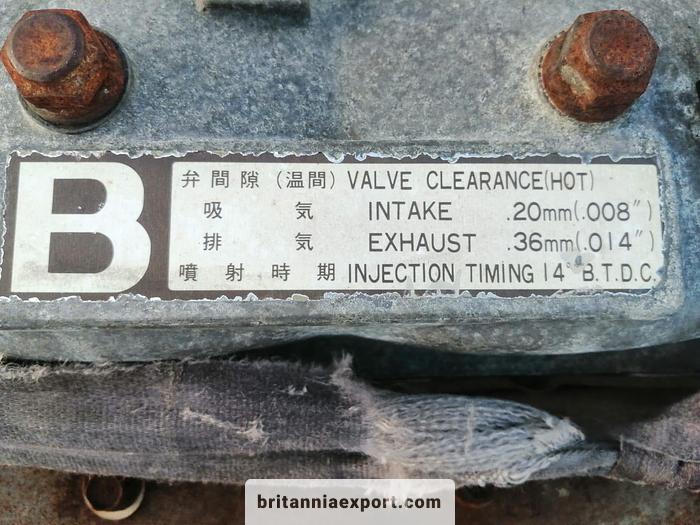 B
弁間隙(温間) VALVE CLEARANCE(HOT)
吸気 INTAKE .20mm(.008")
排気 EXHAUST .36mm(.014")
噴射時期 INJECTION TIMING 14° B.T.D.C.
britanniaexport.com